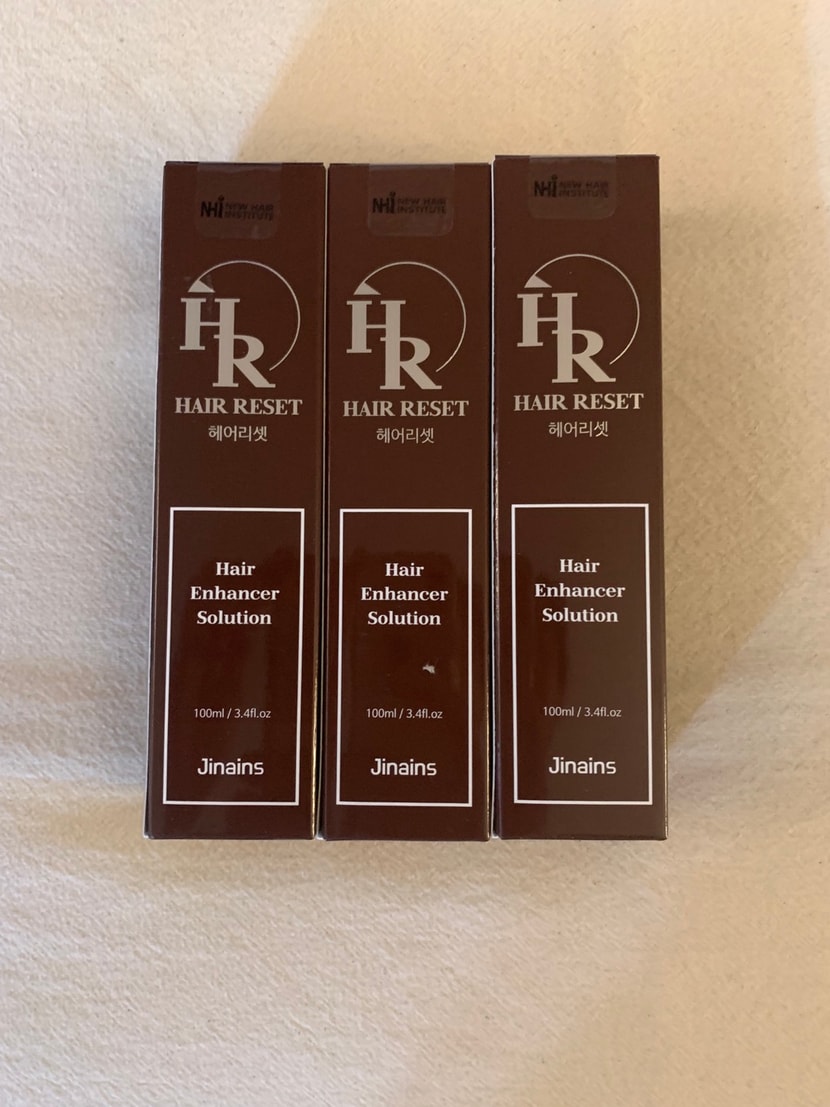 NHI NEW HAIR
INSTITUTE
HR
HAIR RESET
헤어리셋
Hair
Enhancer
Solution
100ml / 3.4fl.oz
Jinains
NHI NEW HAIR
INSTITUTE
HR
HAIR RESET
헤어리셋
Hair
Enhancer
Solution
100ml / 3.4fl.oz
Jinains
NHI NEW HAIR
INSTITUTE
HR
HAIR RESET
헤어리셋
Hair
Enhancer
Solution
100ml / 3.4fl.oz
Jinains